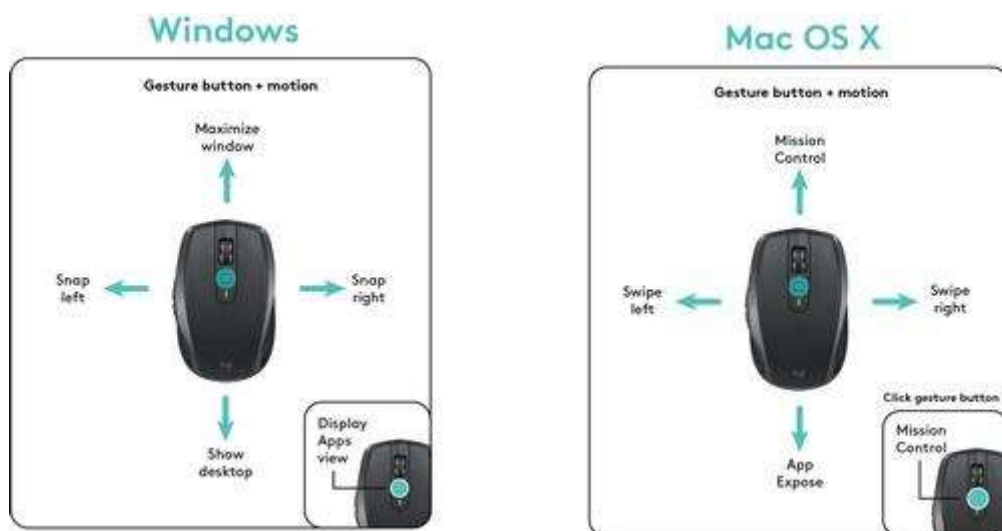 Windows
Gesture button + motion
Maximize
window
Snap
left
Snap
right
Show
desktop
Display
Apps
view
Mac OS X
Gesture button + motion
Mission
Control
Swipe
left
Swipe
right
App
Expose
Click gesture button
Mission
Control